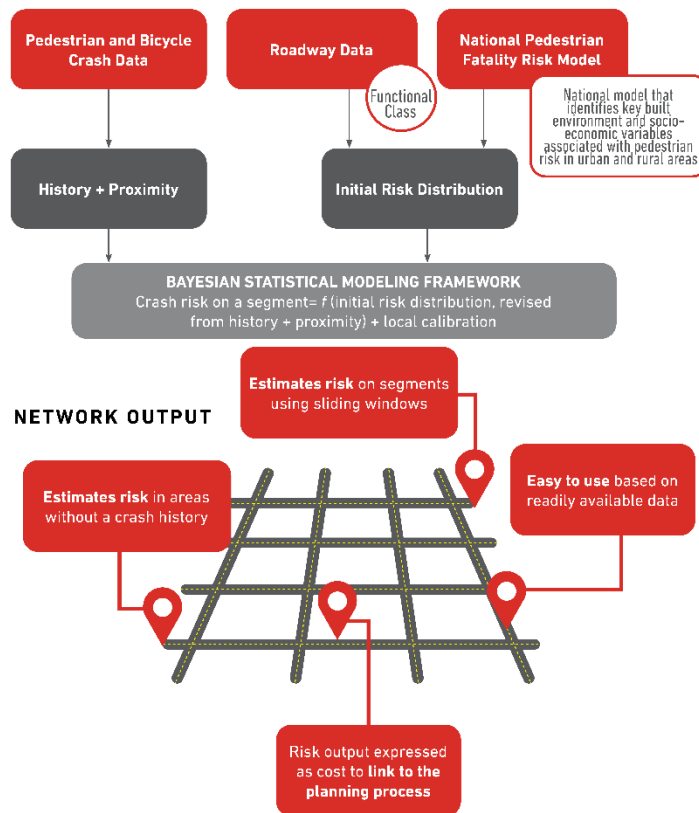 Pedestrian and Bicycle
Crash Data
Roadway Data
Functional
Class
National Pedestrian
Fatality Risk Model
National model that
identifies key built
environment and socio-
economic variables
associated with pedestrian
risk in urban and rural areas
History + Proximity
Initial Risk Distribution
BAYESIAN STATISTICAL MODELING FRAMEWORK
Crash risk on a segment= f (initial risk distribution, revised
from history + proximity) + local calibration
Estimates risk on segments
using sliding windows
NETWORK OUTPUT
Estimates risk in areas
without a crash history
Easy to use based on
readily available data
Risk output expressed
as cost to link to the
planning process